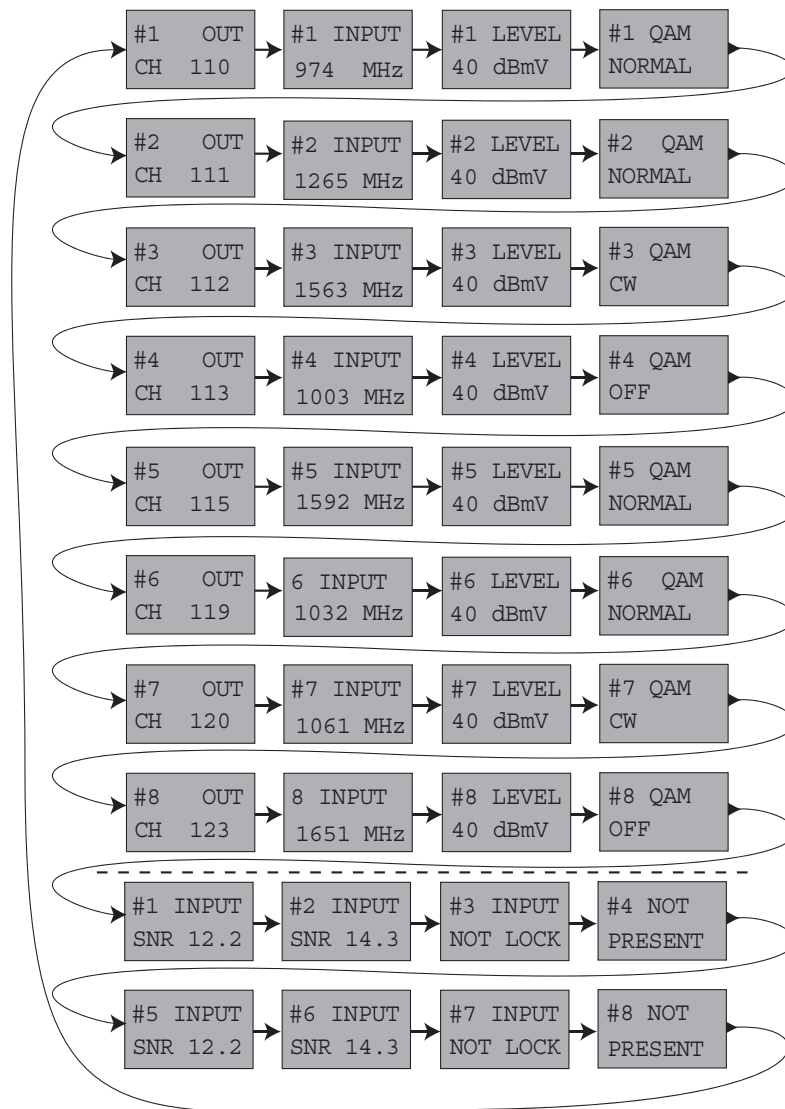 #1 OUT
CH 110
#1 INPUT
974 MHz
#1 LEVEL
40 dBmV
#1 QAM
NORMAL
#2 OUT
CH 111
#2 INPUT
1265 MHz
#2 LEVEL
40 dBmV
#2 QAM
NORMAL
#3 OUT
CH 112
#3 INPUT
1563 MHz
#3 LEVEL
40 dBmV
#3 QAM
CW
#4 OUT
CH 113
#4 INPUT
1003 MHz
#4 LEVEL
40 dBmV
#4 QAM
OFF
#5 OUT
CH 115
#5 INPUT
1592 MHz
#5 LEVEL
40 dBmV
#5 QAM
NORMAL
#6 OUT
CH 119
6 INPUT
1032 MHz
#6 LEVEL
40 dBmV
#6 QAM
NORMAL
#7 OUT
CH 120
#7 INPUT
1061 MHz
#7 LEVEL
40 dBmV
#7 QAM
CW
#8 OUT
CH 123
8 INPUT
1651 MHz
#8 LEVEL
40 dBmV
#8 QAM
OFF
#1 INPUT
SNR 12.2
#2 INPUT
SNR 14.3
#3 INPUT
NOT LOCK
#4 NOT
PRESENT
#5 INPUT
SNR 12.2
#6 INPUT
SNR 14.3
#7 INPUT
NOT LOCK
#8 NOT
PRESENT